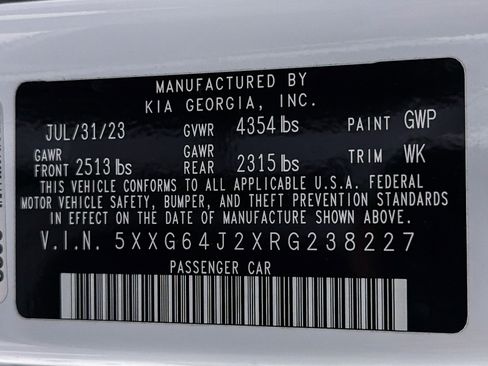 MANUFACTURED BY
KIA GEORGIA, INC.
JUL/31/23 GVWR 4354 lbs PAINT GWP
GAWR FRONT 2513 lbs GAWR REAR 2315 lbs TRIM WK
THIS VEHICLE CONFORMS TO ALL APPLICABLE U.S.A. FEDERAL
MOTOR VEHICLE SAFETY, BUMPER, AND THEFT PREVENTION STANDARDS
IN EFFECT ON THE DATE OF MANUFACTURE SHOWN ABOVE.
V.I.N. 5XXG64J2XRG238227
PASSENGER CAR